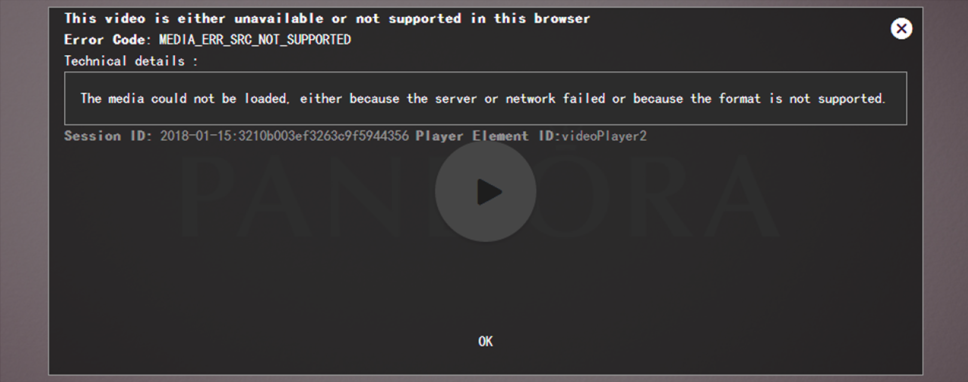 This video is either unavailable or not supported in this browser
Error Code: MEDIA_ERR_SRC_NOT_SUPPORTED
Technical details :
The media could not be loaded, either because the server or network failed or because the format is not supported.
Session ID: 2018-01-15:3210b003ef3263c9f5944356 Player Element ID:videoPlayer2
PANDORA
OK